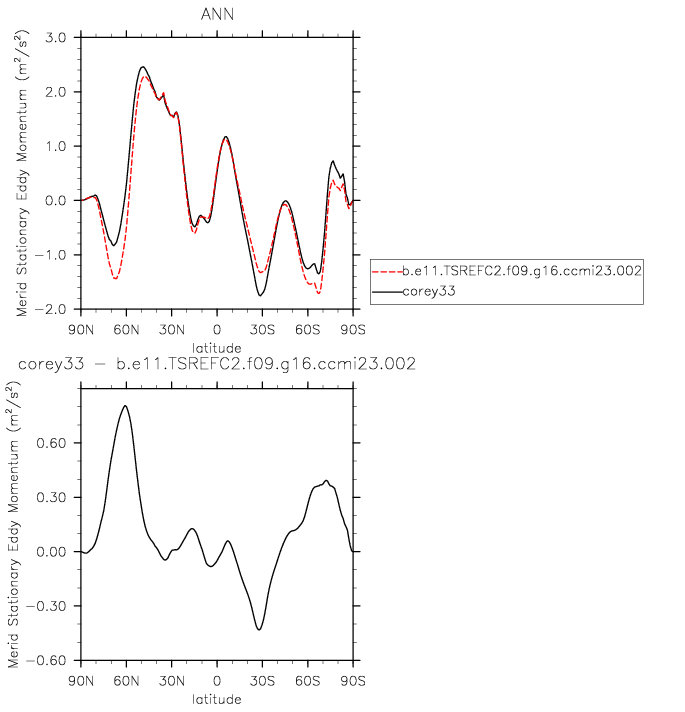 ANN
Merid Stationary Eddy Momentum (m²/s²)
3.0
2.0
1.0
0.0
−1.0
−2.0
90N 60N 30N 0 30S 60S 90S
latitude
b.e11.TSREFC2.f09.g16.ccmi23.002
corey33
corey33 − b.e11.TSREFC2.f09.g16.ccmi23.002
Merid Stationary Eddy Momentum (m²/s²)
0.60
0.30
0.00
−0.30
−0.60
90N 60N 30N 0 30S 60S 90S
latitude